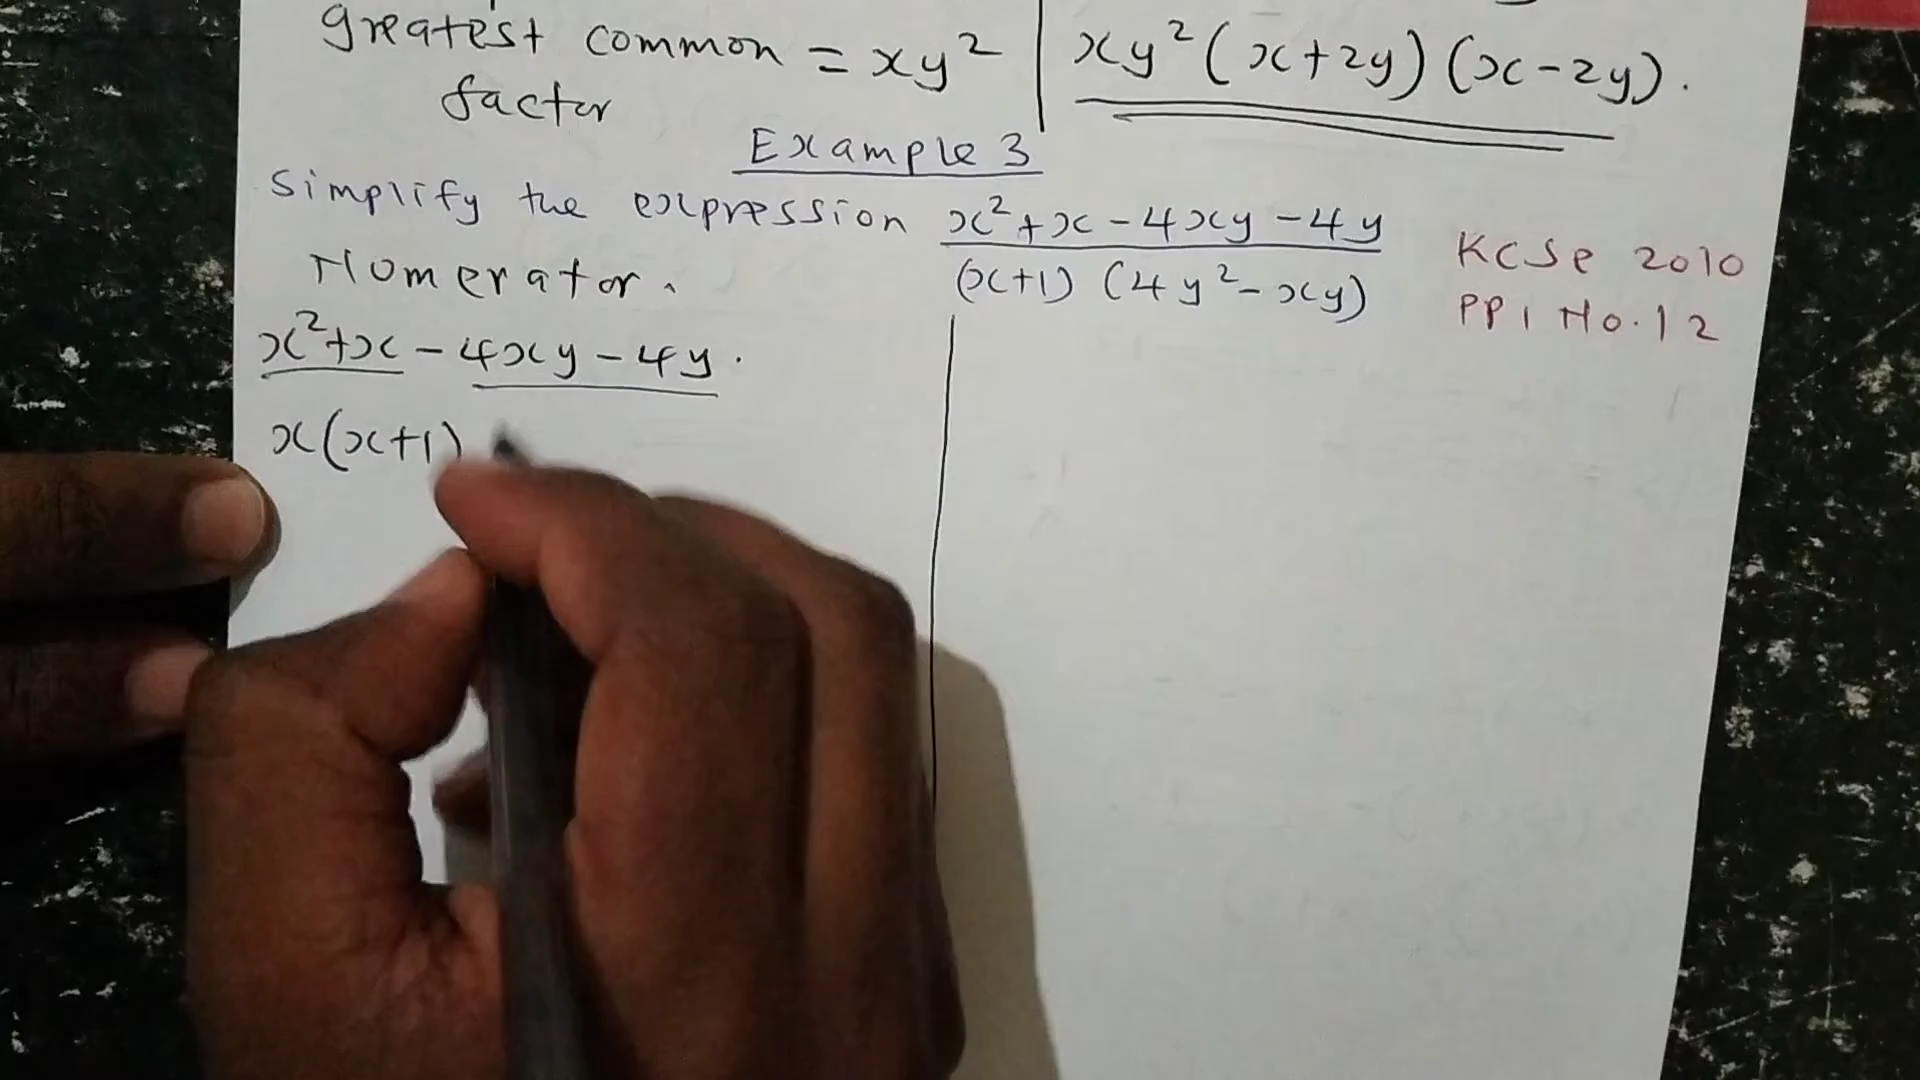 greatest common = xy²
factor
xy²(x+2y)(x-2y).
Example 3
Simplify the expression x²+x-4xy-4y
(x+1)(4y²-xy)
KCSe 2010
PP1 No.12
Numerator.
x²+x-4xy-4y.
x(x+1)